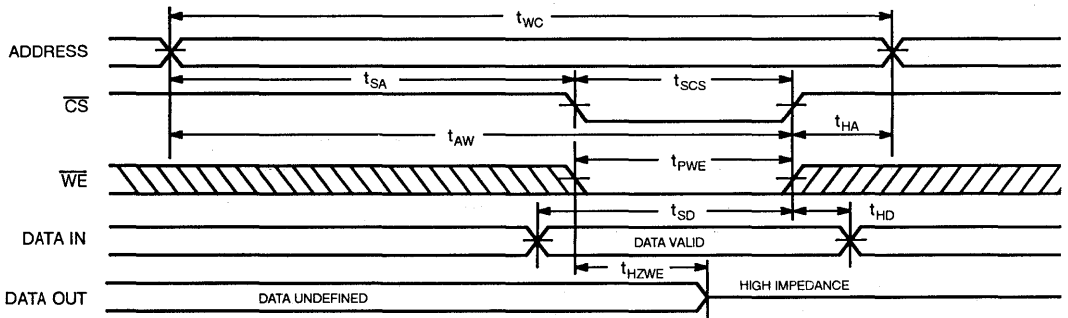 tWC
ADDRESS
tSA
tSCS
CS
tAW
tHA
WE
tPWE
tSD
tHD
DATA IN
DATA VALID
tHZWE
DATA OUT
DATA UNDEFINED
HIGH IMPEDANCE